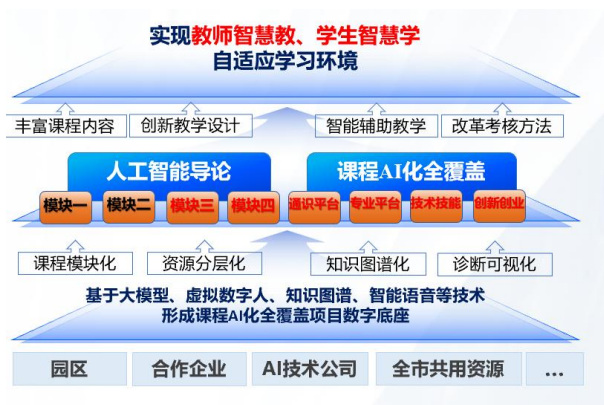 实现教师智慧教、学生智慧学
自适应学习环境
丰富课程内容
创新教学设计
智能辅助教学
改革考核方法
人工智能导论
课程AI化全覆盖
模块一
模块二
模块三
模块四
通识平台
专业平台
技术技能
创新创业
课程模块化
资源分层化
知识图谱化
诊断可视化
基于大模型、虚拟数字人、知识图谱、智能语音等技术
形成课程AI化全覆盖项目数字底座
园区
合作企业
AI技术公司
全市共用资源
...